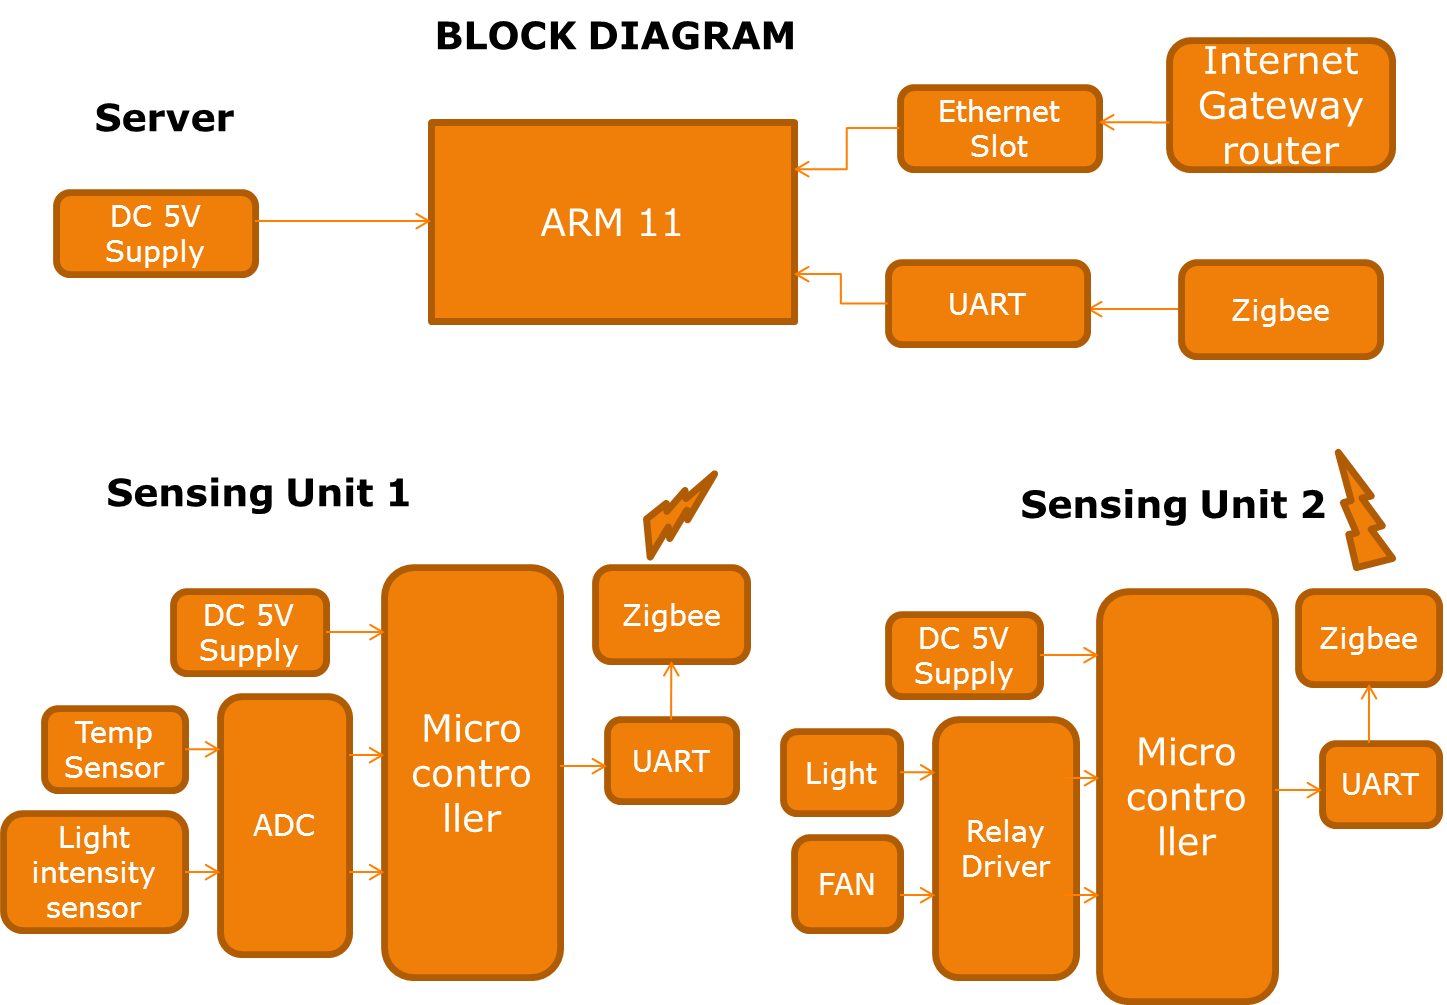 BLOCK DIAGRAM
Server
DC 5V
Supply
ARM 11
Ethernet
Slot
Internet
Gateway
router
UART
Zigbee
Sensing Unit 1
DC 5V
Supply
Temp
Sensor
Light
intensity
sensor
ADC
Micro
contro
ller
Zigbee
UART
Sensing Unit 2
DC 5V
Supply
Light
FAN
Relay
Driver
Micro
contro
ller
Zigbee
UART